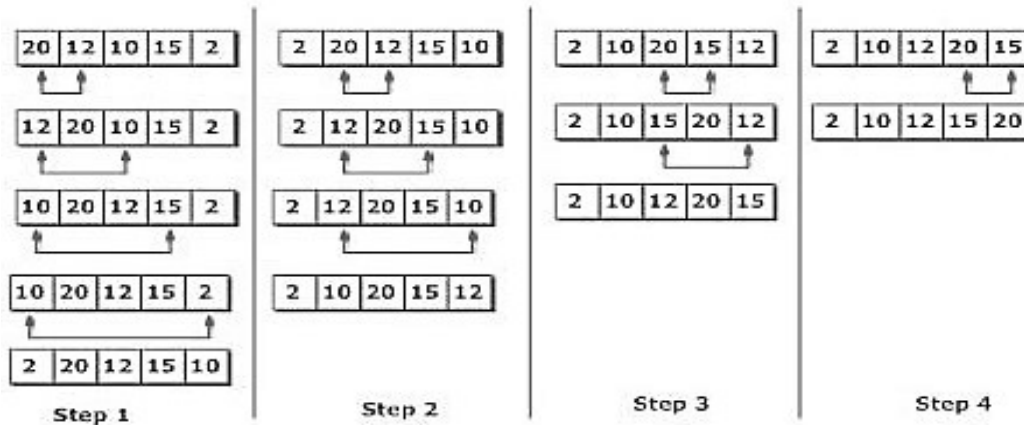 20 12 10 15 2
12 20 10 15 2
10 20 12 15 2
10 20 12 15 2
2 20 12 15 10
Step 1
2 20 12 15 10
2 12 20 15 10
2 12 20 15 10
2 10 20 15 12
Step 2
2 10 20 15 12
2 10 15 20 12
2 10 12 20 15
Step 3
2 10 12 20 15
2 10 12 15 20
Step 4